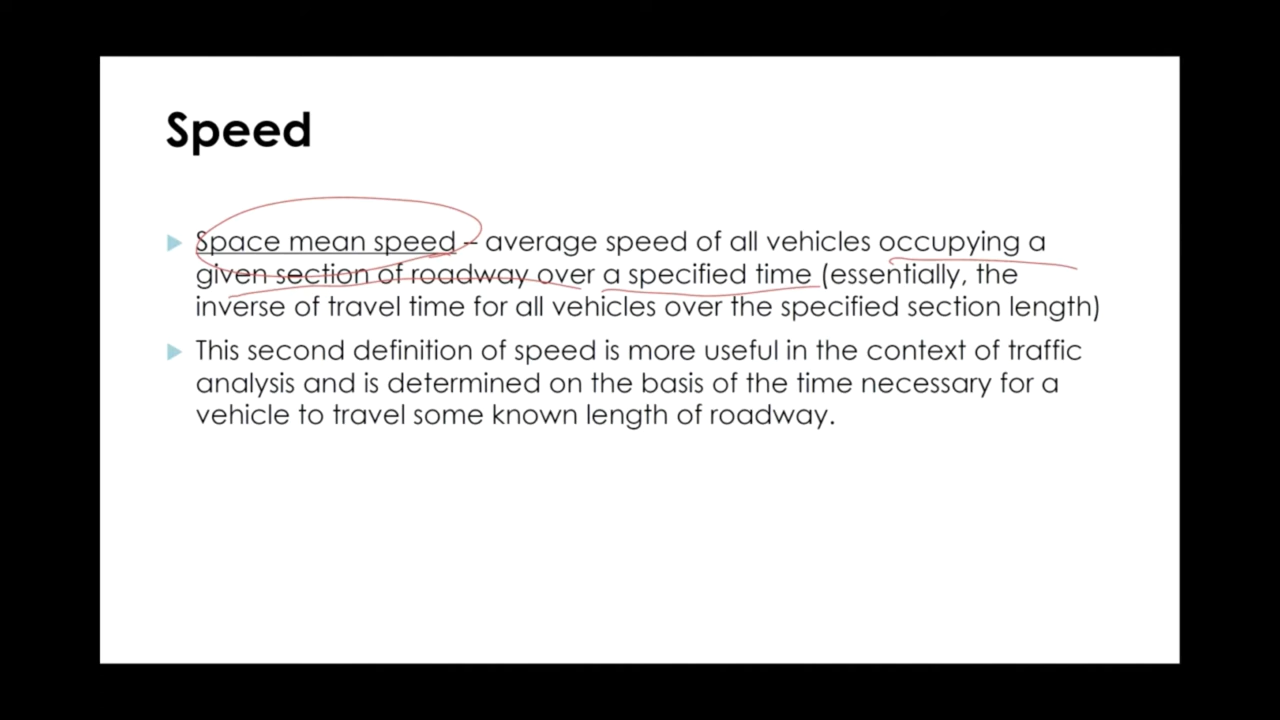 Speed
Space mean speed – average speed of all vehicles occupying a
given section of roadway over a specified time (essentially, the
inverse of travel time for all vehicles over the specified section length)
This second definition of speed is more useful in the context of traffic
analysis and is determined on the basis of the time necessary for a
vehicle to travel some known length of roadway.